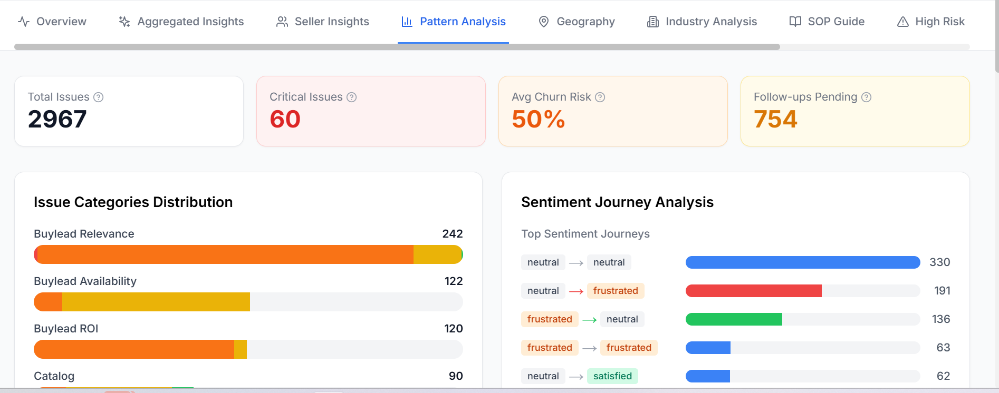 Overview Aggregated Insights Seller Insights Pattern Analysis Geography Industry Analysis SOP Guide High Risk
Total Issues ?
2967
Critical Issues ?
60
Avg Churn Risk ?
50%
Follow-ups Pending ?
754
Issue Categories Distribution
Buylead Relevance 242
Buylead Availability 122
Buylead ROI 120
Catalog 90
Sentiment Journey Analysis
Top Sentiment Journeys
neutral → neutral 330
neutral → frustrated 191
frustrated → neutral 136
frustrated → frustrated 63
neutral → satisfied 62